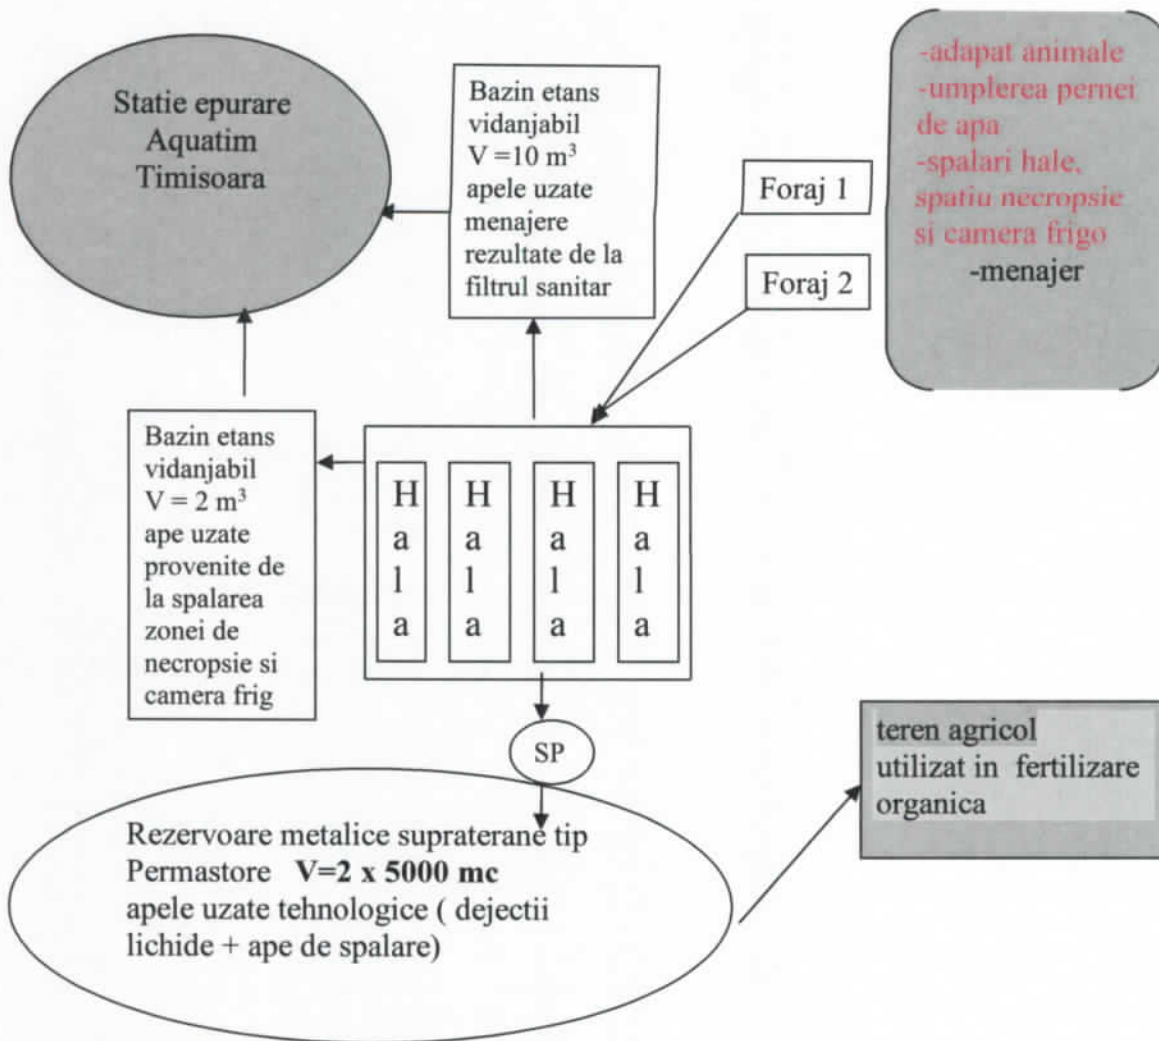 Statie epurare
Aquatim
Timisoara
Bazin etans
vidanjabil
V =10 m³
apele uzate
menajere
rezultate de la
filtrul sanitar
Foraj 1
Foraj 2
-adapat animale
-umplerea pernei
de apa
-spalari hale,
spatiu necropsie
si camera frigo
-menajer
Bazin etans
vidanjabil
V = 2 m³
ape uzate
provenite de
la spalarea
zonei de
necropsie si
camera frig
H
a
l
a
H
a
l
a
H
a
l
a
H
a
l
a
SP
teren agricol
utilizat in fertilizare
organica
Rezervoare metalice supraterane tip
Permastore V=2 x 5000 mc
apele uzate tehnologice ( dejectii
lichide + ape de spalare)